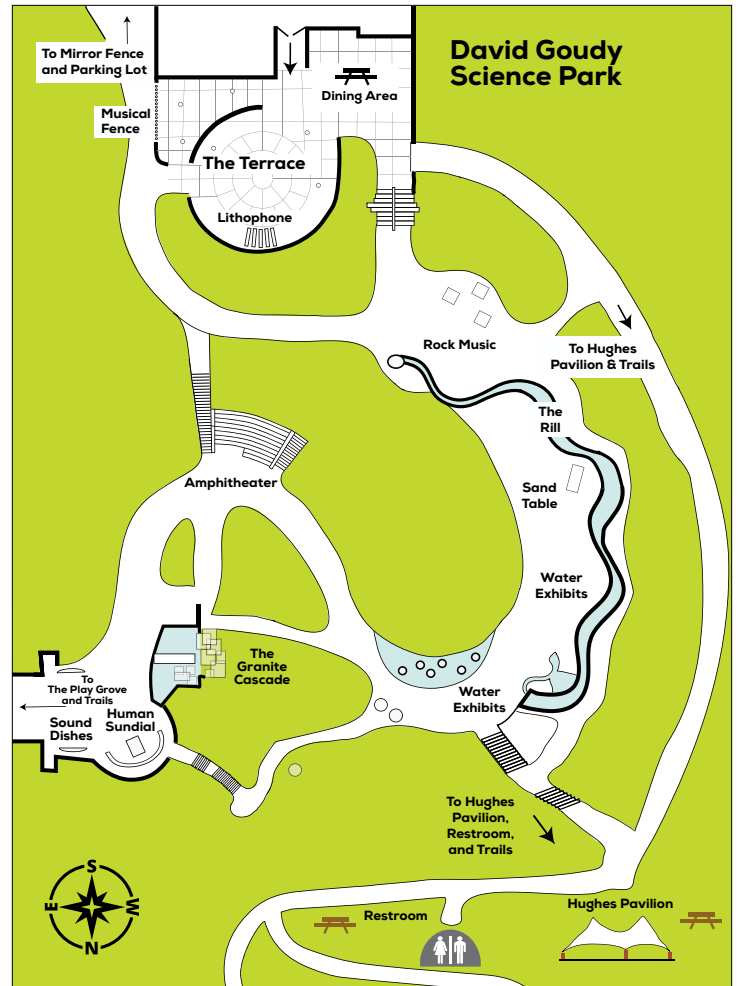 David Goudy
Science Park
To Mirror Fence
and Parking Lot
Dining Area
Musical
Fence
The Terrace
Lithophone
Rock Music
To Hughes
Pavilion & Trails
The
Rill
Amphitheater
Sand
Table
Water
Exhibits
The
Granite
Cascade
To
The Play Grove
and Trails
Sound
Dishes
Human
Sundial
Water
Exhibits
To Hughes
Pavilion,
Restroom,
and Trails
S
E
W
N
Restroom
Hughes Pavilion